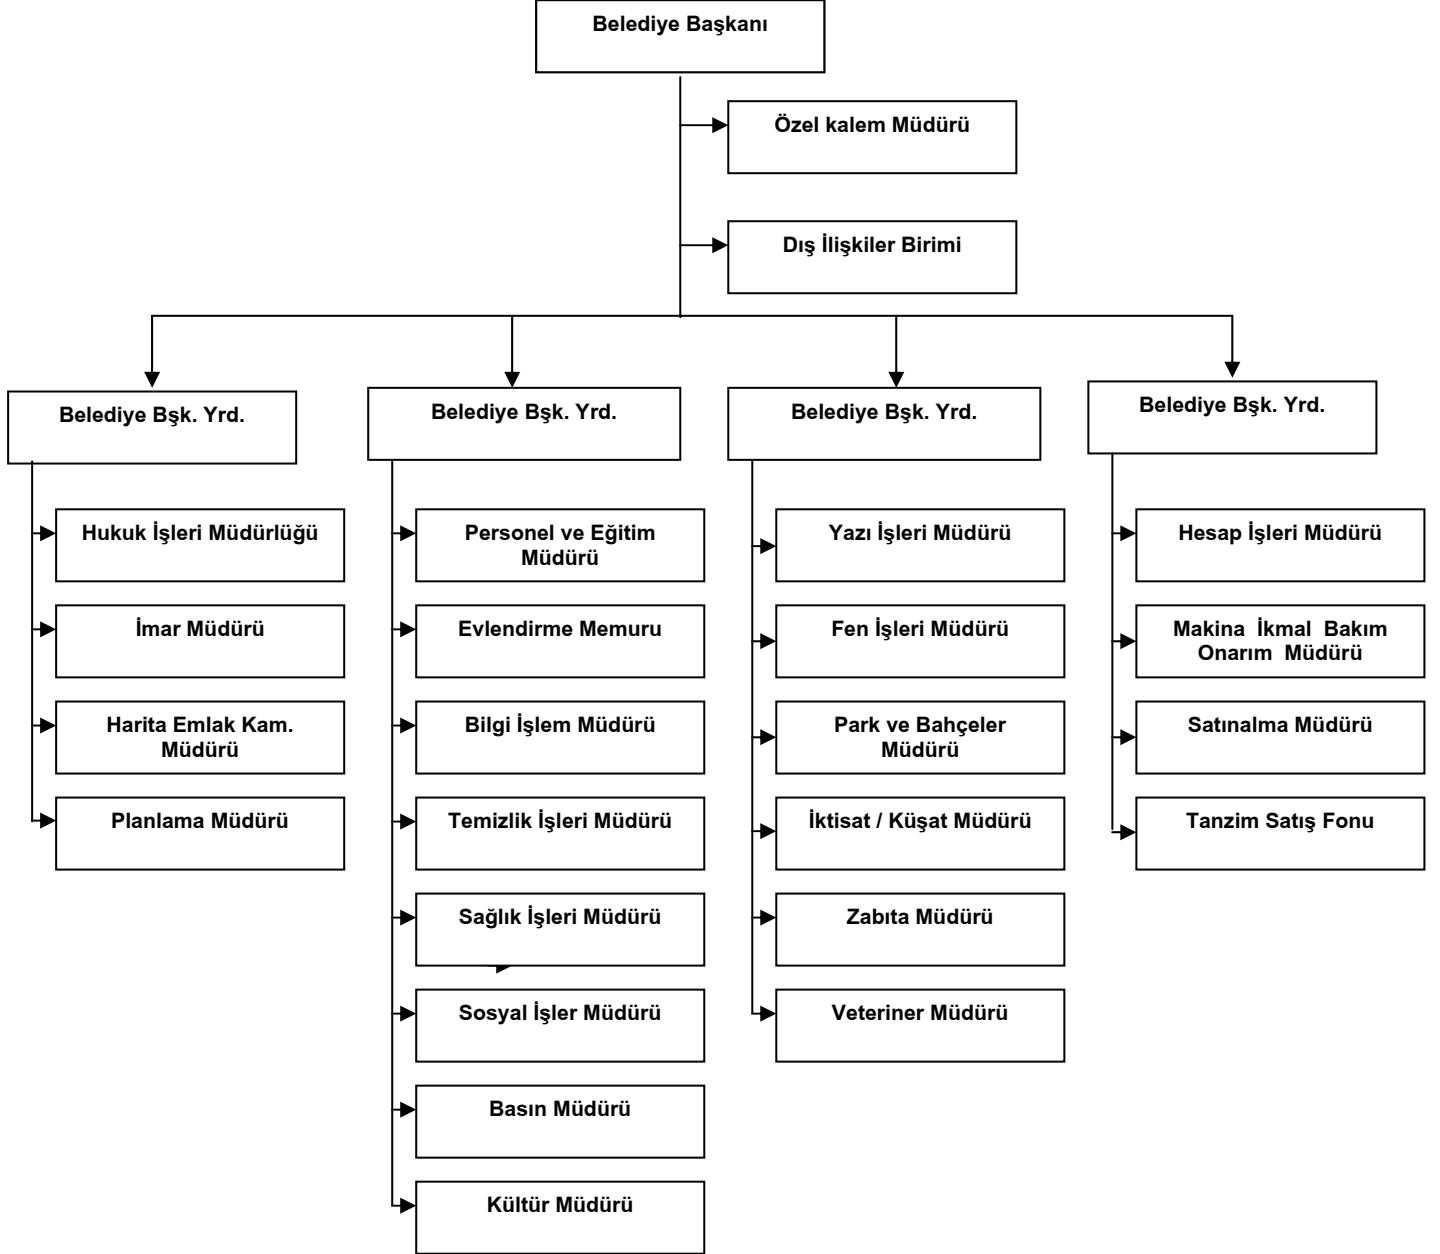 Belediye Başkanı
Özel kalem Müdürü
Dış İlişkiler Birimi
Belediye Bşk. Yrd.
Hukuk İşleri Müdürlüğü
İmar Müdürü
Harita Emlak Kam.
Müdürü
Planlama Müdürü
Belediye Bşk. Yrd.
Personel ve Eğitim
Müdürü
Evlendirme Memuru
Bilgi İşlem Müdürü
Temizlik İşleri Müdürü
Sağlık İşleri Müdürü
Sosyal İşler Müdürü
Basın Müdürü
Kültür Müdürü
Belediye Bşk. Yrd.
Yazı İşleri Müdürü
Fen İşleri Müdürü
Park ve Bahçeler
Müdürü
İktisat / Küşat Müdürü
Zabıta Müdürü
Veteriner Müdürü
Belediye Bşk. Yrd.
Hesap İşleri Müdürü
Makina İkmal Bakım
Onarım Müdürü
Satınalma Müdürü
Tanzim Satış Fonu